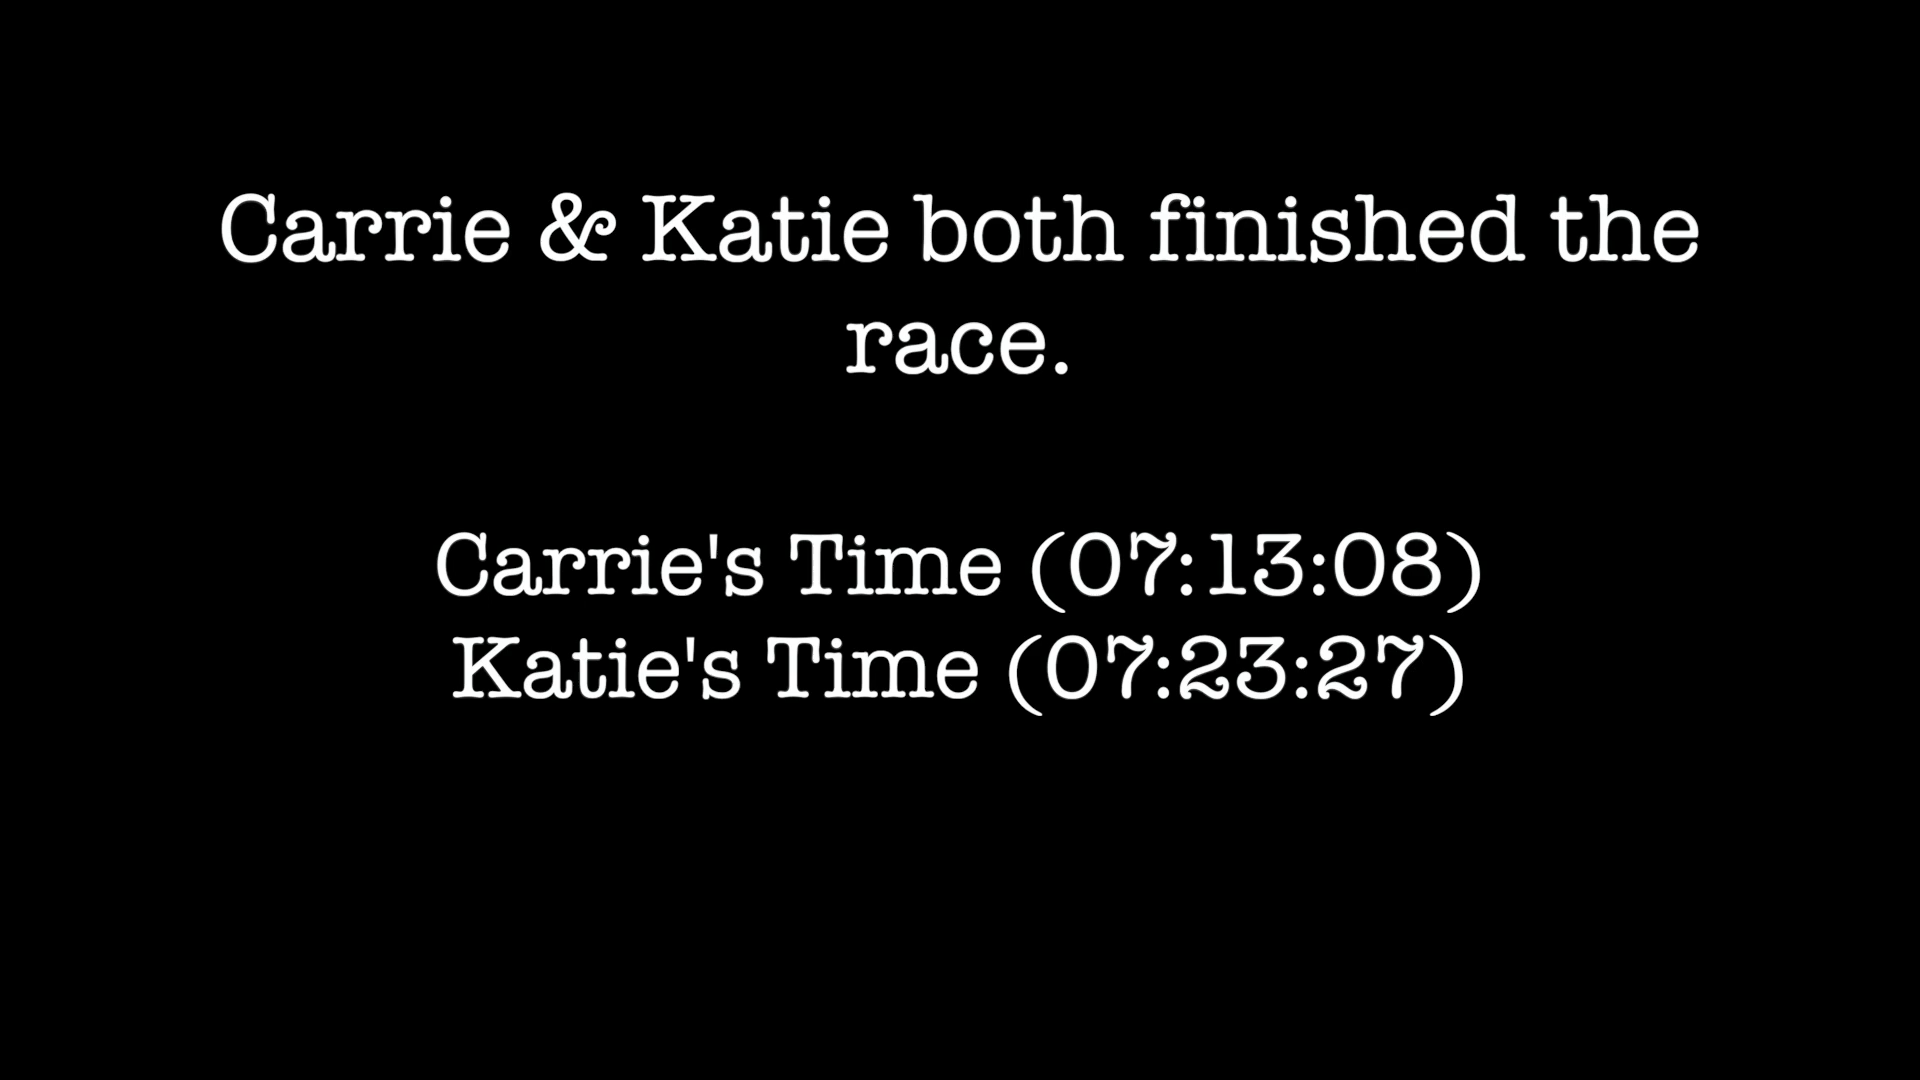 Carrie & Katie both finished the
race.
Carrie's Time (07:13:08)
Katie's Time (07:23:27)